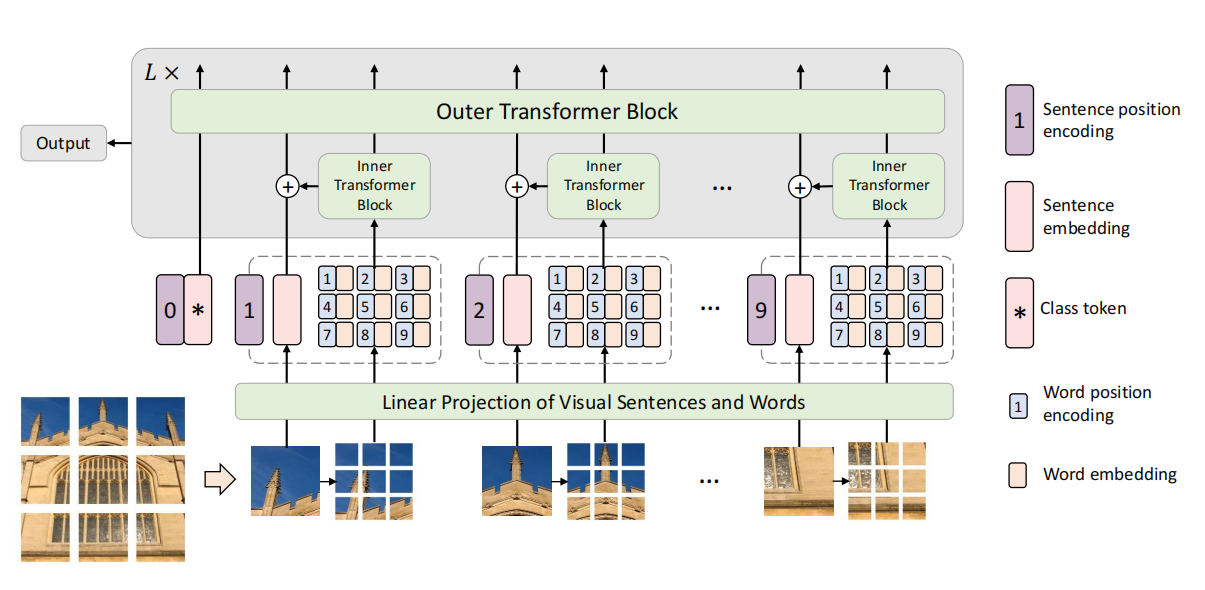 L ×
Outer Transformer Block
Output
Inner
Transformer
Block
Inner
Transformer
Block
...
Inner
Transformer
Block
+
+
+
0 *
1
1 2 3
4 5 6
7 8 9
2
1 2 3
4 5 6
7 8 9
...
9
1 2 3
4 5 6
7 8 9
Linear Projection of Visual Sentences and Words
...
1
Sentence position
encoding
Sentence
embedding
*
Class token
1
Word position
encoding
Word embedding